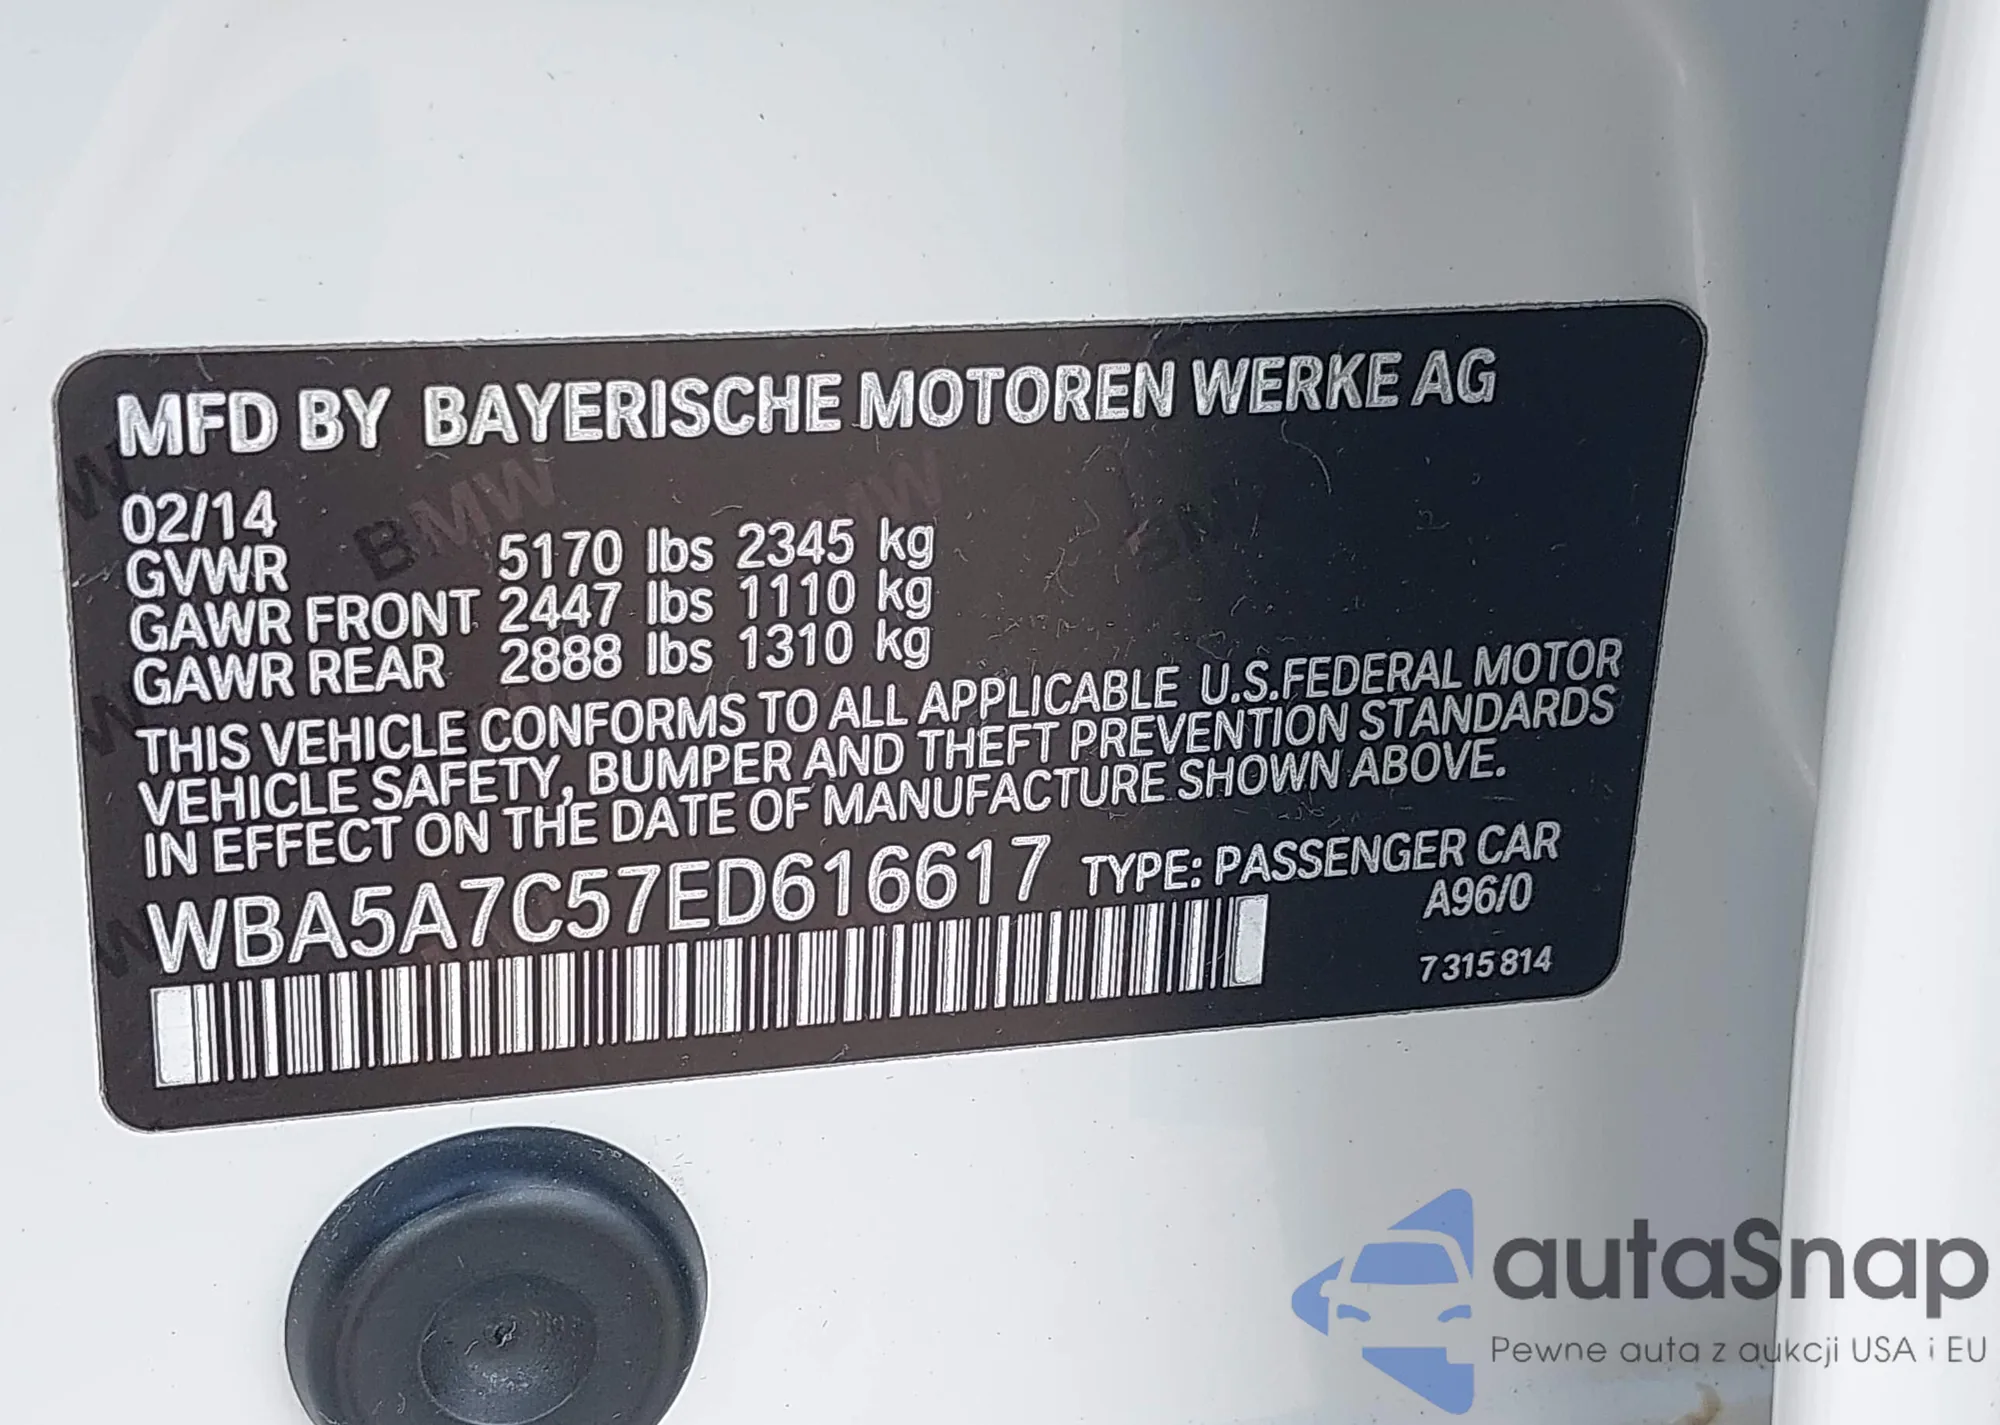 MFD BY BAYERISCHE MOTOREN WERKE AG
02/14
GVWR 5170 lbs 2345 kg
GAWR FRONT 2447 lbs 1110 kg
GAWR REAR 2888 lbs 1310 kg
THIS VEHICLE CONFORMS TO ALL APPLICABLE U.S.FEDERAL MOTOR
VEHICLE SAFETY, BUMPER AND THEFT PREVENTION STANDARDS
IN EFFECT ON THE DATE OF MANUFACTURE SHOWN ABOVE.
WBA5A7C57ED616617 TYPE: PASSENGER CAR
A96/0
7 315 814
BMW
BMW
BMW
autaSnap
Pewne auta z aukcji USA i EU